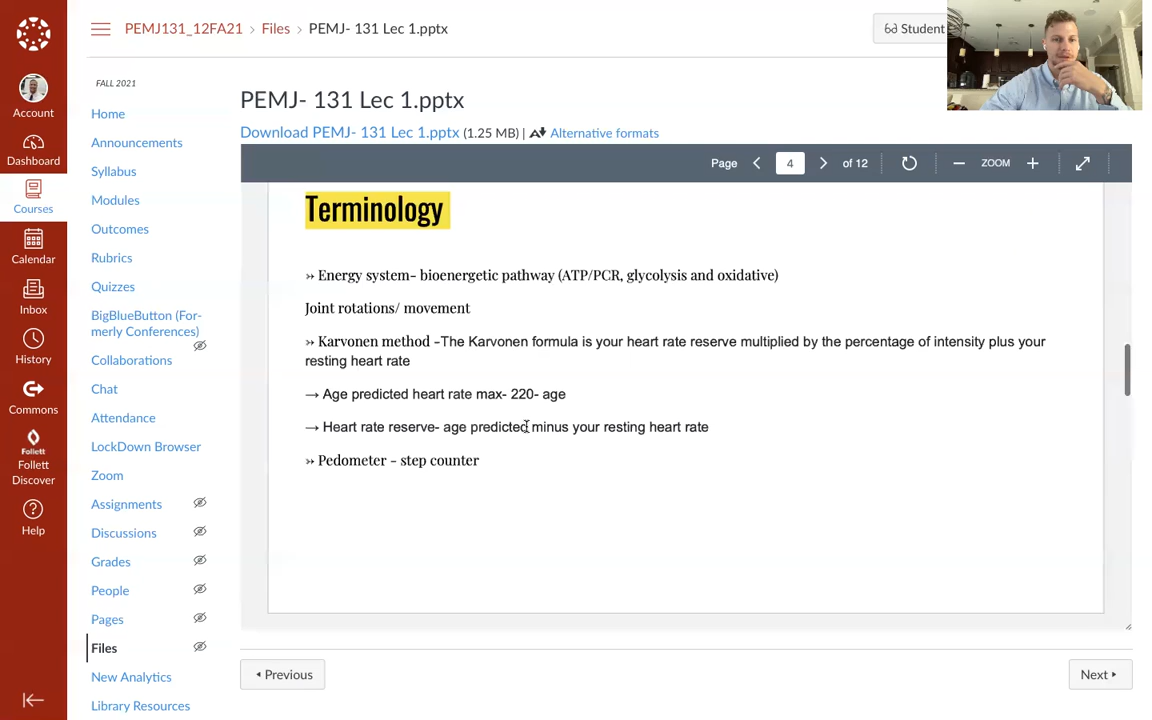 PEMJ131_12FA21 › Files › PEMJ- 131 Lec 1.pptx
Student
Account
Dashboard
Courses
Calendar
Inbox
History
Commons
Follett
Follett
Discover
Help
FALL 2021
Home
Announcements
Syllabus
Modules
Outcomes
Rubrics
Quizzes
BigBlueButton (For-
merly Conferences)
Collaborations
Chat
Attendance
LockDown Browser
Zoom
Assignments
Discussions
Grades
People
Pages
Files
New Analytics
Library Resources
PEMJ- 131 Lec 1.pptx
Download PEMJ- 131 Lec 1.pptx (1.25 MB) | Alternative formats
Page 4 of 12 ZOOM
Terminology
» Energy system- bioenergetic pathway (ATP/PCR, glycolysis and oxidative)
Joint rotations/ movement
» Karvonen method -The Karvonen formula is your heart rate reserve multiplied by the percentage of intensity plus your
resting heart rate
→ Age predicted heart rate max- 220- age
→ Heart rate reserve- age predicted minus your resting heart rate
» Pedometer - step counter
Previous
Next